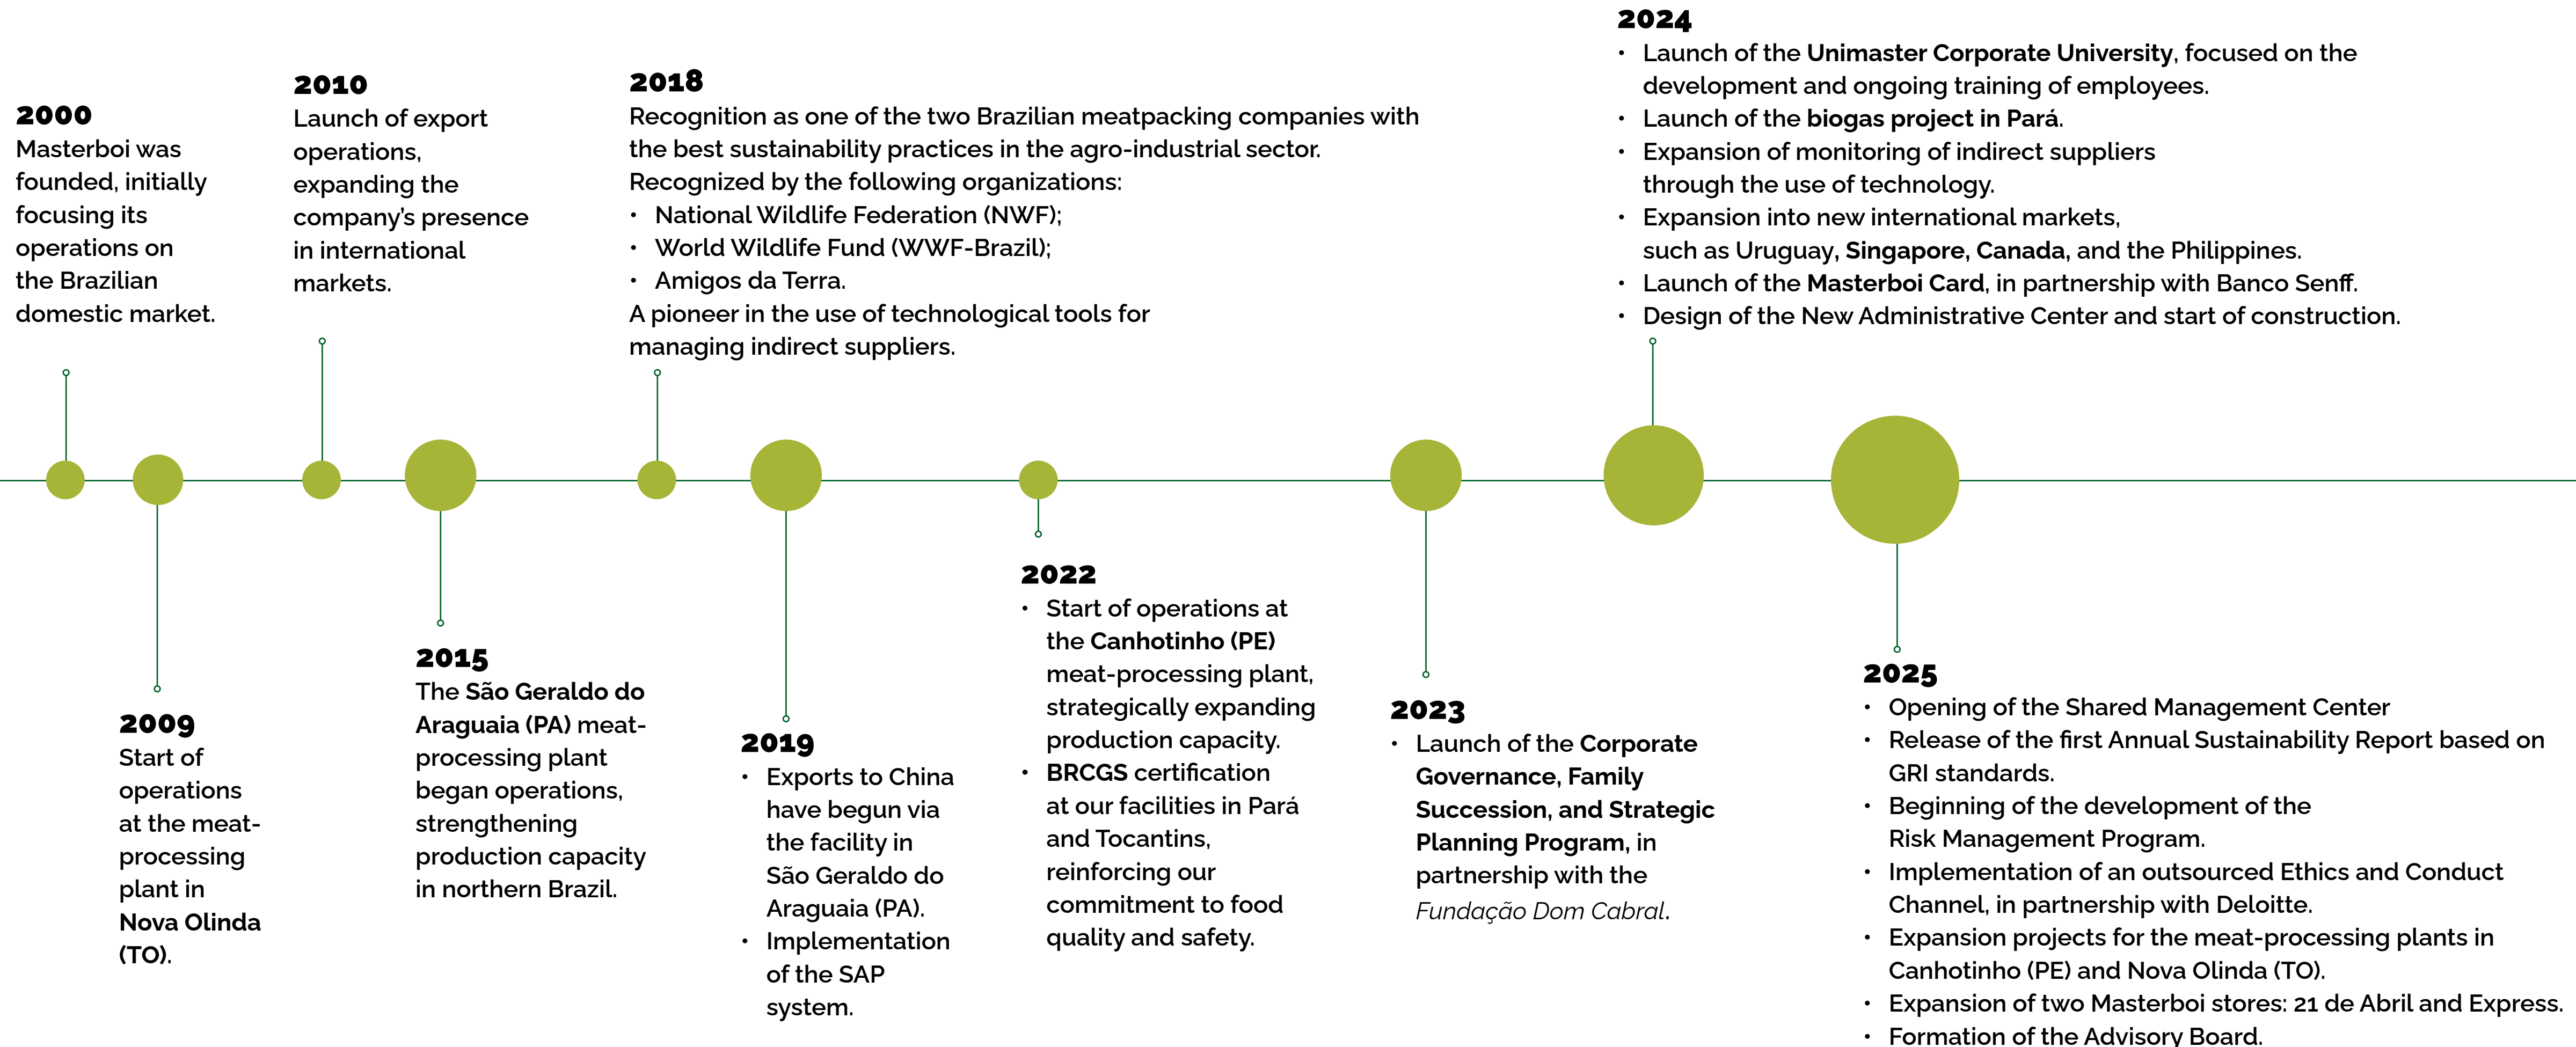 2000
Masterboi was
founded, initially
focusing its
operations on
the Brazilian
domestic market.
2009
Start of
operations
at the meat-
processing
plant in
Nova Olinda
(TO).
2010
Launch of export
operations,
expanding the
company’s presence
in international
markets.
2015
The São Geraldo do
Araguaia (PA) meat-
processing plant
began operations,
strengthening
production capacity
in northern Brazil.
2018
Recognition as one of the two Brazilian meatpacking companies with
the best sustainability practices in the agro-industrial sector.
Recognized by the following organizations:
• National Wildlife Federation (NWF);
• World Wildlife Fund (WWF-Brazil);
• Amigos da Terra.
A pioneer in the use of technological tools for
managing indirect suppliers.
2019
• Exports to China
have begun via
the facility in
São Geraldo do
Araguaia (PA).
• Implementation
of the SAP
system.
2022
• Start of operations at
the Canhotinho (PE)
meat-processing plant,
strategically expanding
production capacity.
• BRCGS certification
at our facilities in Pará
and Tocantins,
reinforcing our
commitment to food
quality and safety.
2023
• Launch of the Corporate
Governance, Family
Succession, and Strategic
Planning Program, in
partnership with the
Fundação Dom Cabral.
2024
• Launch of the Unimaster Corporate University, focused on the
development and ongoing training of employees.
• Launch of the biogas project in Pará.
• Expansion of monitoring of indirect suppliers
through the use of technology.
• Expansion into new international markets,
such as Uruguay, Singapore, Canada, and the Philippines.
• Launch of the Masterboi Card, in partnership with Banco Senff.
• Design of the New Administrative Center and start of construction.
2025
• Opening of the Shared Management Center
• Release of the first Annual Sustainability Report based on
GRI standards.
• Beginning of the development of the
Risk Management Program.
• Implementation of an outsourced Ethics and Conduct
Channel, in partnership with Deloitte.
• Expansion projects for the meat-processing plants in
Canhotinho (PE) and Nova Olinda (TO).
• Expansion of two Masterboi stores: 21 de Abril and Express.
• Formation of the Advisory Board.